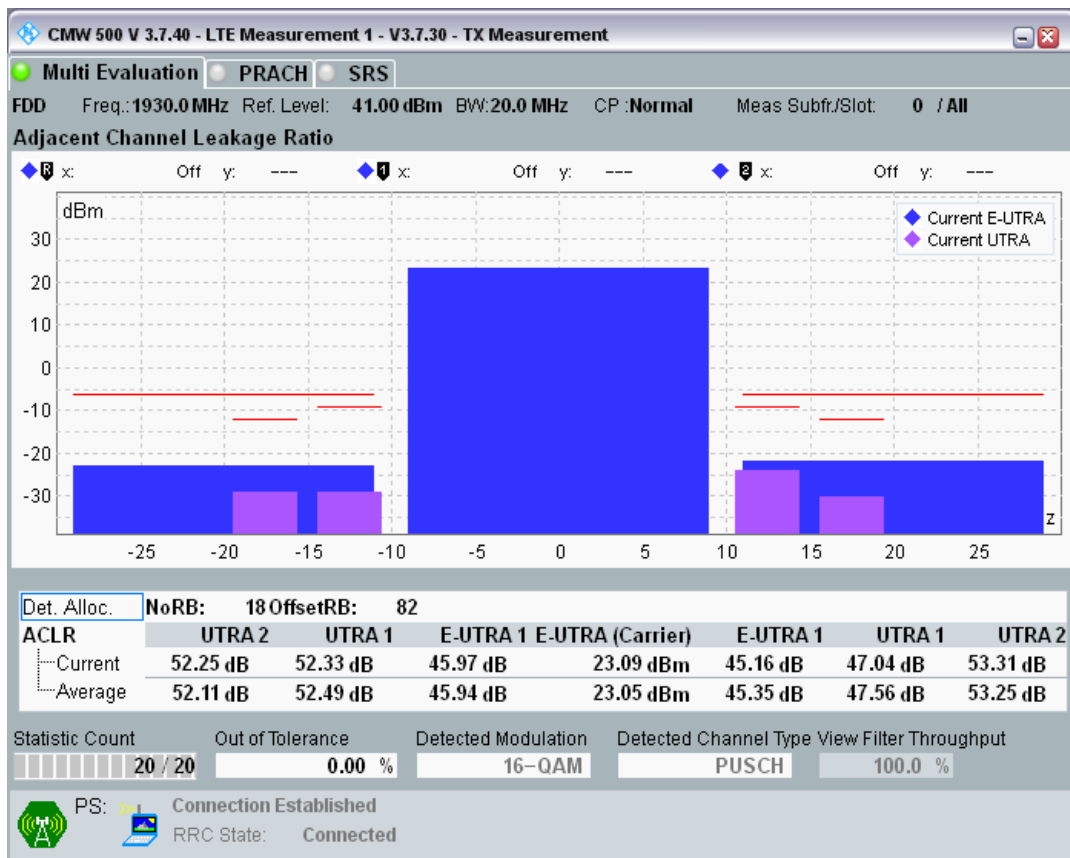 CMW 500 V 3.7.40 - LTE Measurement 1 - V3.7.30 - TX Measurement
Multi Evaluation PRACH SRS
FDD Freq.: 1930.0 MHz Ref. Level: 41.00 dBm BW: 20.0 MHz CP : Normal Meas Subfr./Slot: 0 / All
Adjacent Channel Leakage Ratio
R x: Off y: --- 1 x: Off y: --- 2 x: Off y: ---
dBm
Current E-UTRA
Current UTRA
30
20
10
0
-10
-20
-30
z
-25 -20 -15 -10 -5 0 5 10 15 20 25
Det. Alloc. NoRB: 18 OffsetRB: 82
ACLR UTRA 2 UTRA 1 E-UTRA 1 E-UTRA (Carrier) E-UTRA 1 UTRA 1 UTRA 2
Current 52.25 dB 52.33 dB 45.97 dB 23.09 dBm 45.16 dB 47.04 dB 53.31 dB
Average 52.11 dB 52.49 dB 45.94 dB 23.05 dBm 45.35 dB 47.56 dB 53.25 dB
Statistic Count Out of Tolerance Detected Modulation Detected Channel Type View Filter Throughput
20 / 20 0.00 % 16-QAM PUSCH 100.0 %
PS: Connection Established
RRC State: Connected